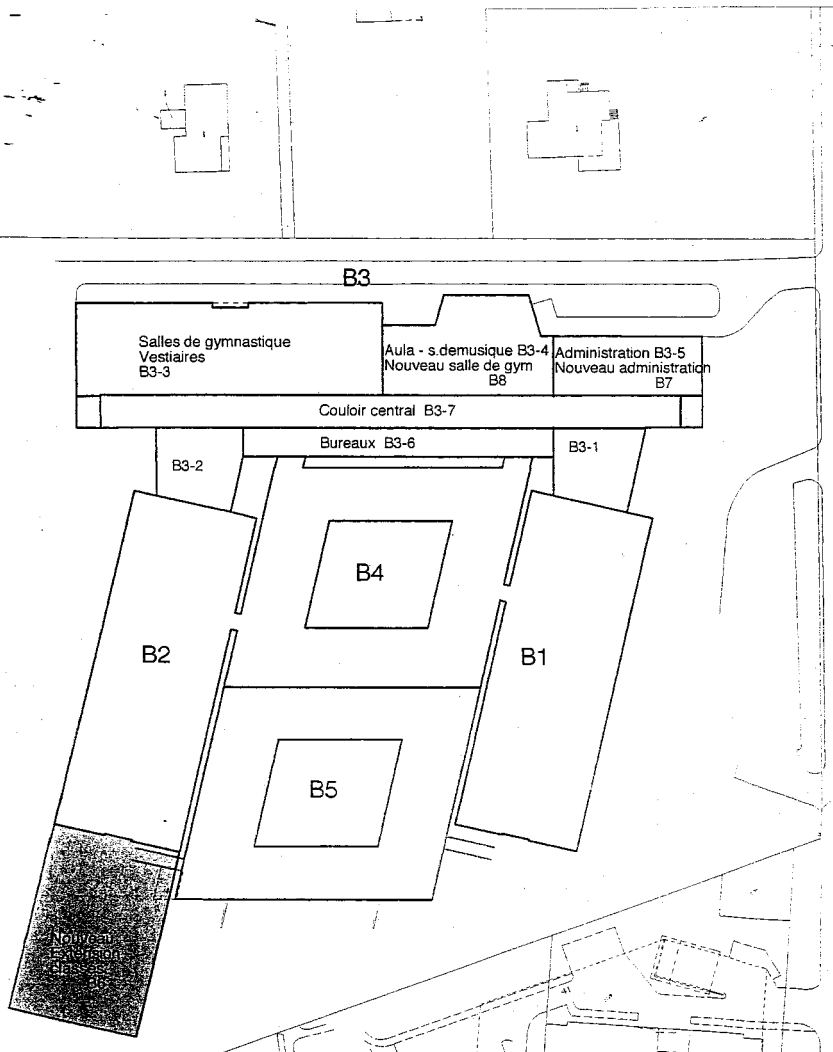 B3
Salles de gymnastique
Vestiaires
B3-3
Aula - s.demusique B3-4
Nouveau salle de gym
B8
Administration B3-5
Nouveau administration
B7
Couloir central B3-7
Bureaux B3-6
B3-2
B3-1
B4
B2
B1
B5
Nouveau
Extension
classes
B6